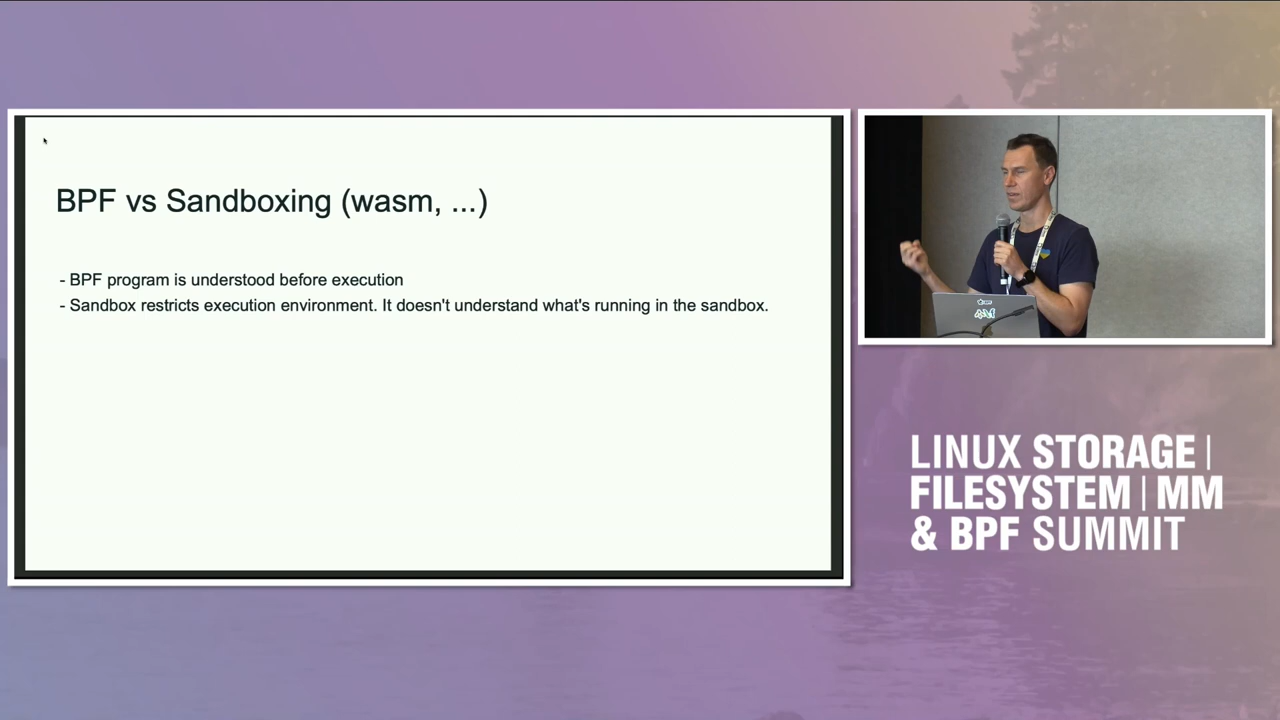 BPF vs Sandboxing (wasm, ...)
- BPF program is understood before execution
- Sandbox restricts execution environment. It doesn't understand what's running in the sandbox.
LINUX STORAGE|
FILESYSTEM|MM
& BPF SUMMIT